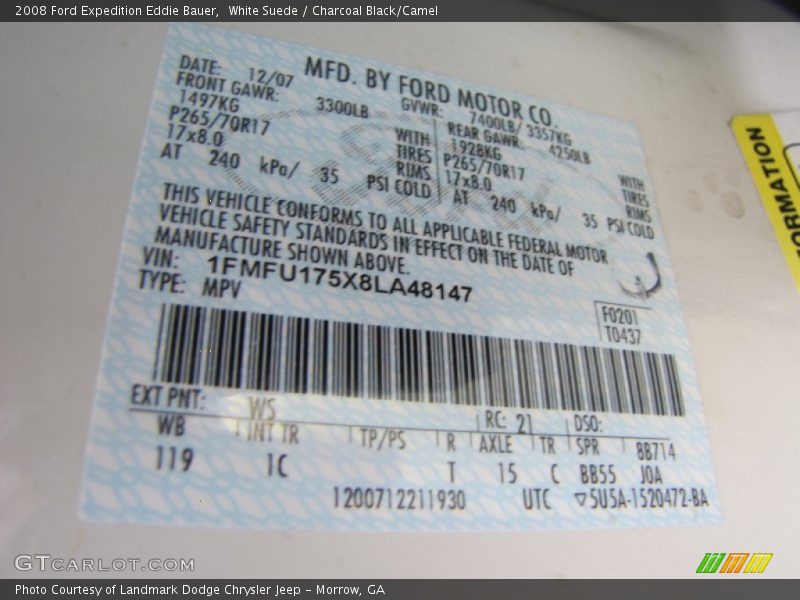 2008 Ford Expedition Eddie Bauer,  White Suede / Charcoal Black/Camel
MFD. BY FORD MOTOR CO.
DATE: 12/07 GVWR: 7400LB/ 3357KG
FRONT GAWR: 3300LB REAR GAWR: 4250LB
1497KG WITH 1928KG WITH
P265/70R17 TIRES P265/70R17 TIRES
17x8.0 RIMS 17x8.0 RIMS
AT 240 kPa/ 35 PSI COLD AT 240 kPa/ 35 PSI COLD
THIS VEHICLE CONFORMS TO ALL APPLICABLE FEDERAL MOTOR
VEHICLE SAFETY STANDARDS IN EFFECT ON THE DATE OF
MANUFACTURE SHOWN ABOVE.
VIN: 1FMFU175X8LA48147
TYPE: MPV
F0201
T0437
EXT PNT: WS RC: 21 DSO:
WB INT TR TP/PS R AXLE TR SPR 8B714
119 1C T 15 C BB55 J0A
1200712211930 UTC ▽5U5A-1520472-BA
ORMATION
GTCARLOT.COM
Photo Courtesy of Landmark Dodge Chrysler Jeep – Morrow, GA